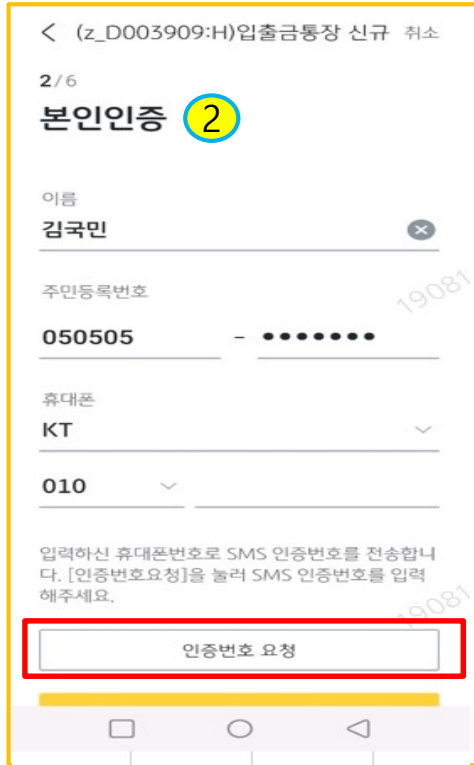 (z_D003909:H)입출금통장 신규 취소
2/6
본인인증 2
이름
김국민
주민등록번호
19081
050505 - •••••••
휴대폰
KT
010
입력하신 휴대폰번호로 SMS 인증번호를 전송합니
다. [인증번호요청]을 눌러 SMS 인증번호를 입력
해주세요.
19081
인증번호 요청